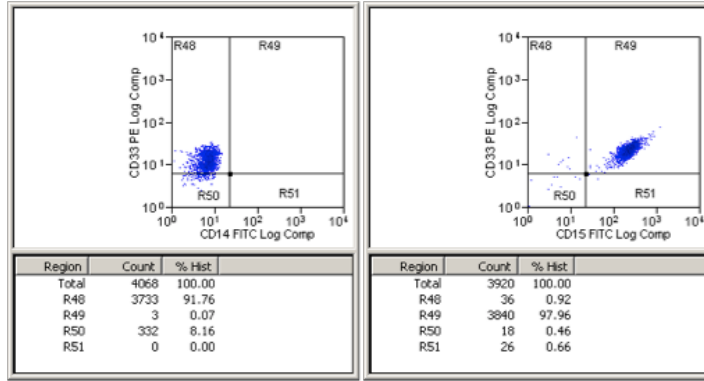 10⁴
R48 R49
10³
10²
10¹
10⁰
R50 R51
10⁰ 10¹ 10² 10³ 10⁴
CD33 PE Log Comp
CD14 FITC Log Comp
Region Count % Hist
Total 4068 100.00
R48 3733 91.76
R49 3 0.07
R50 332 8.16
R51 0 0.00
10⁴
R48 R49
10³
10²
10¹
10⁰
R50 R51
10⁰ 10¹ 10² 10³ 10⁴
CD33 PE Log Comp
CD15 FITC Log Comp
Region Count % Hist
Total 3920 100.00
R48 36 0.92
R49 3840 97.96
R50 18 0.46
R51 26 0.66